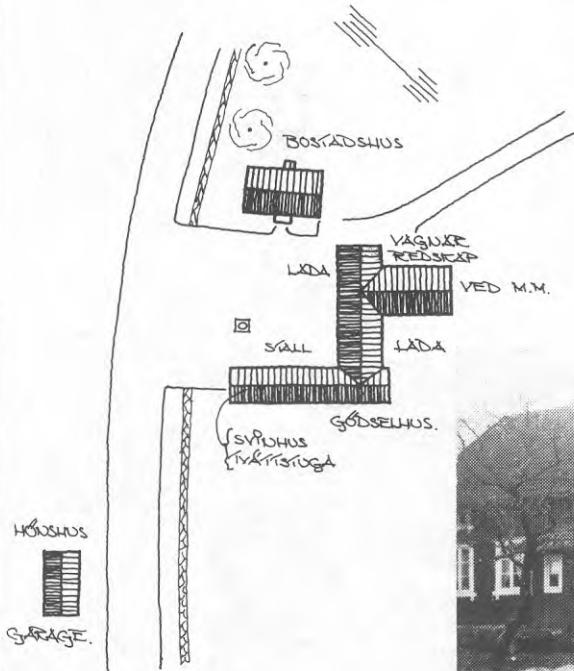 BOSTADSHUS
VAGNAR
REDSKAP
LADA
VED M.M.
STALL
LADA
GÖDSELHUS.
SVINHUS
TVÄTTSTUGA
HÖNSHUS
GARAGE.